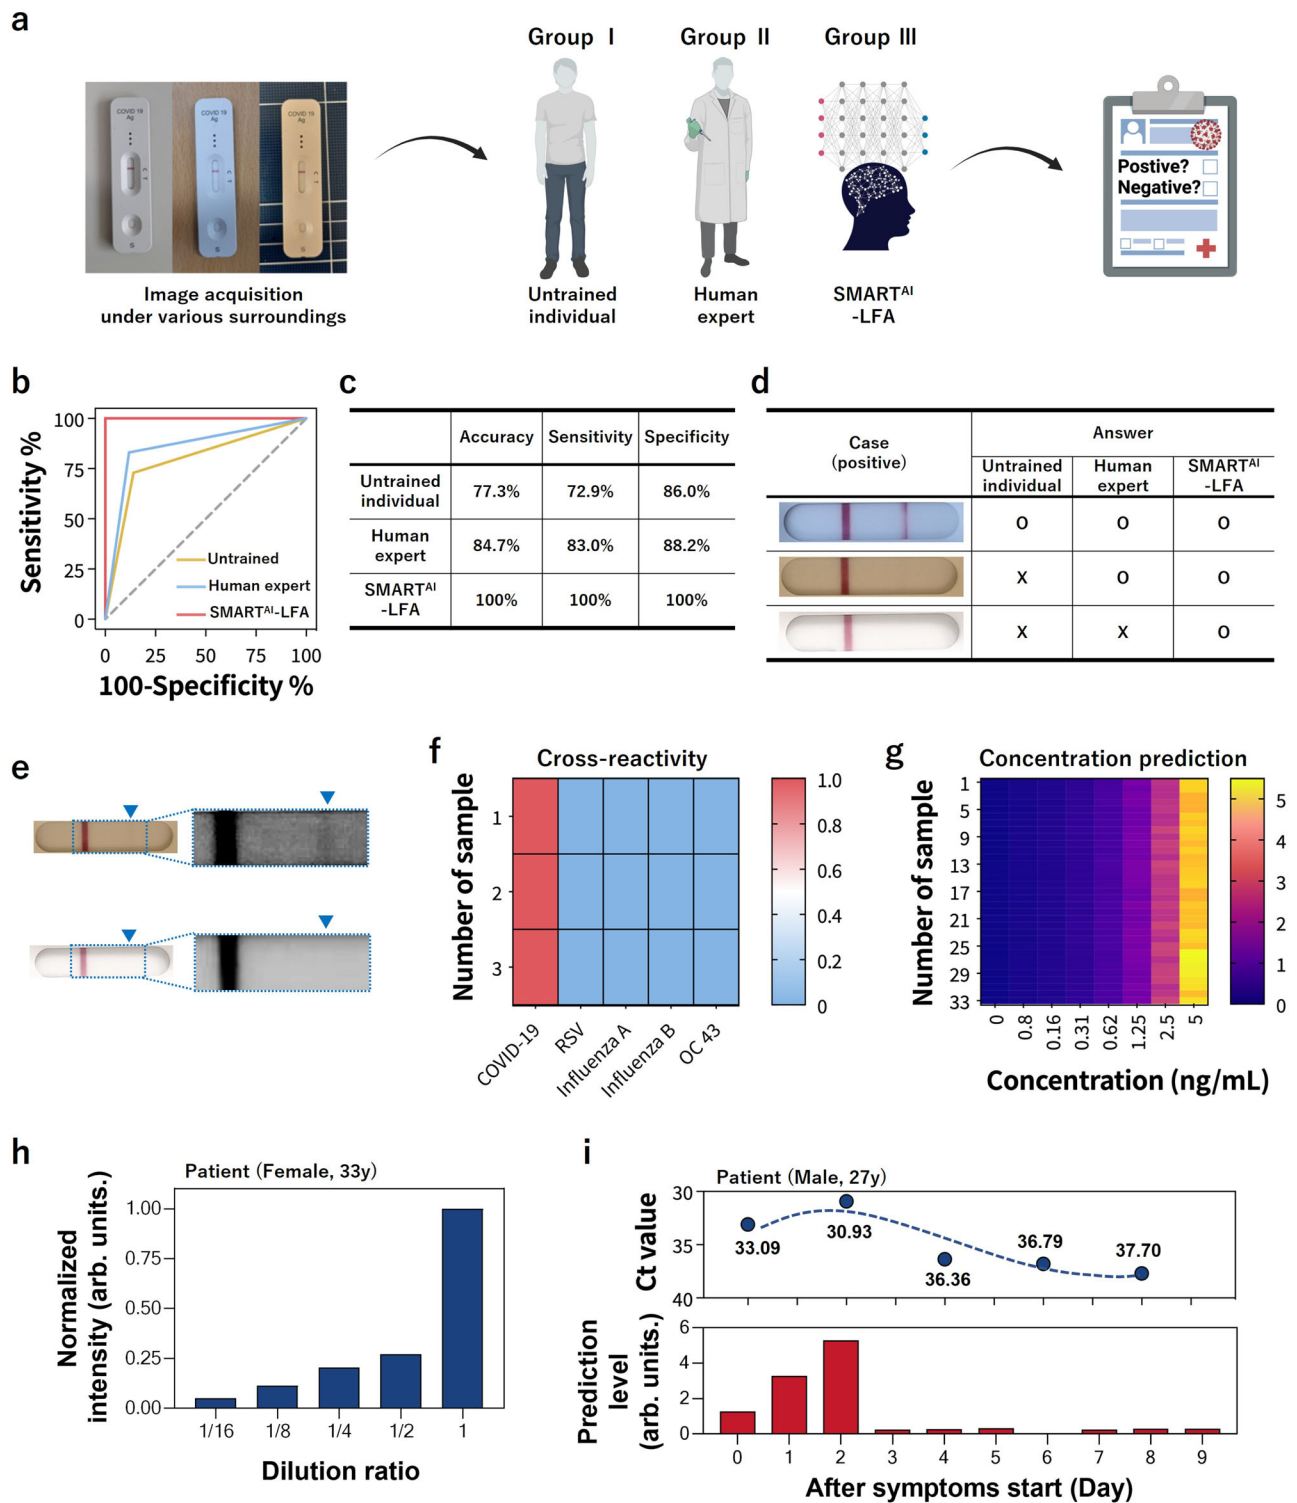 a
Group I
Group II
Group III
COVID 19
Ag
C T
S
COVID 19
Ag
C T
S
COVID 19
Ag
C T
S
Postive?
Negative?
Image acquisition
under various surroundings
Untrained
individual
Human
expert
SMARTᴬᴵ
-LFA
b
Sensitivity %
100
75
50
25
0
Untrained
Human expert
SMARTᴬᴵ-LFA
0 25 50 75 100
100-Specificity %
c
Accuracy Sensitivity Specificity
Untrained
individual
77.3% 72.9% 86.0%
Human
expert
84.7% 83.0% 88.2%
SMARTᴬᴵ
-LFA
100% 100% 100%
d
Case
(positive)
Answer
Untrained
individual
Human
expert
SMARTᴬᴵ
-LFA
O O O
X O O
X X O
e
f
Cross-reactivity
Number of sample
1
2
3
COVID-19
RSV
Influenza A
Influenza B
OC 43
1.0
0.8
0.6
0.4
0.2
0
g
Concentration prediction
Number of sample
1
5
9
13
17
21
25
29
33
0 0.8 0.16 0.31 0.62 1.25 2.5 5
Concentration (ng/mL)
5
4
3
2
1
0
h
Patient (Female, 33y)
Normalized
intensity (arb. units.)
1.00
0.75
0.50
0.25
0.00
1/16 1/8 1/4 1/2 1
Dilution ratio
i
Patient (Male, 27y)
Ct value
30
35
40
33.09
30.93
36.36
36.79
37.70
Prediction
level
(arb. units.)
6
4
2
0
0 1 2 3 4 5 6 7 8 9
After symptoms start (Day)